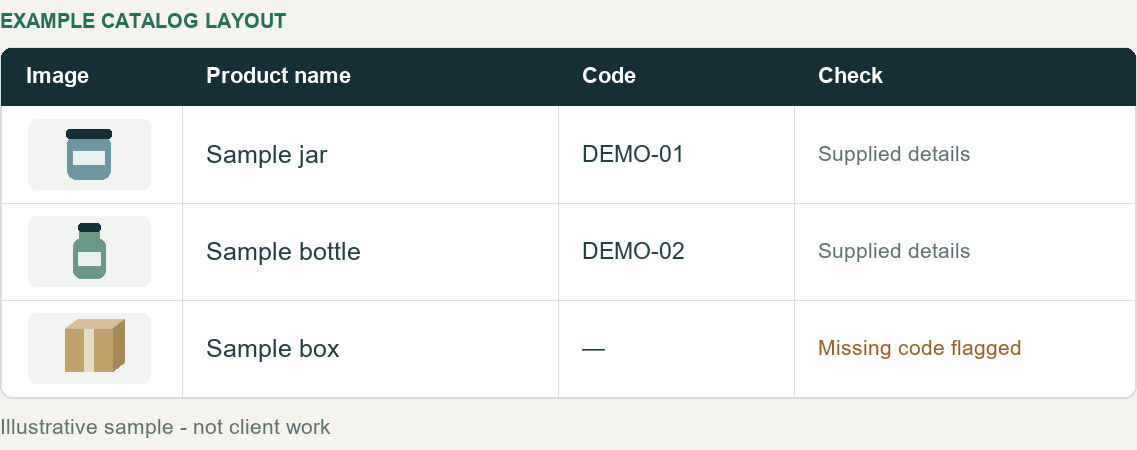 EXAMPLE CATALOG LAYOUT
Image Product name Code Check
Sample jar DEMO-01 Supplied details
Sample bottle DEMO-02 Supplied details
Sample box — Missing code flagged
Illustrative sample - not client work